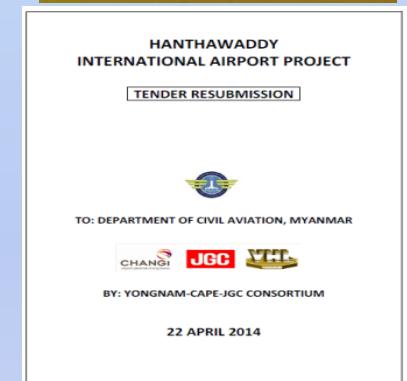 HANTHAWADDY
INTERNATIONAL AIRPORT PROJECT
TENDER RESUBMISSION
TO: DEPARTMENT OF CIVIL AVIATION, MYANMAR
CHANGI JGC YHL
BY: YONGNAM-CAPE-JGC CONSORTIUM
22 APRIL 2014